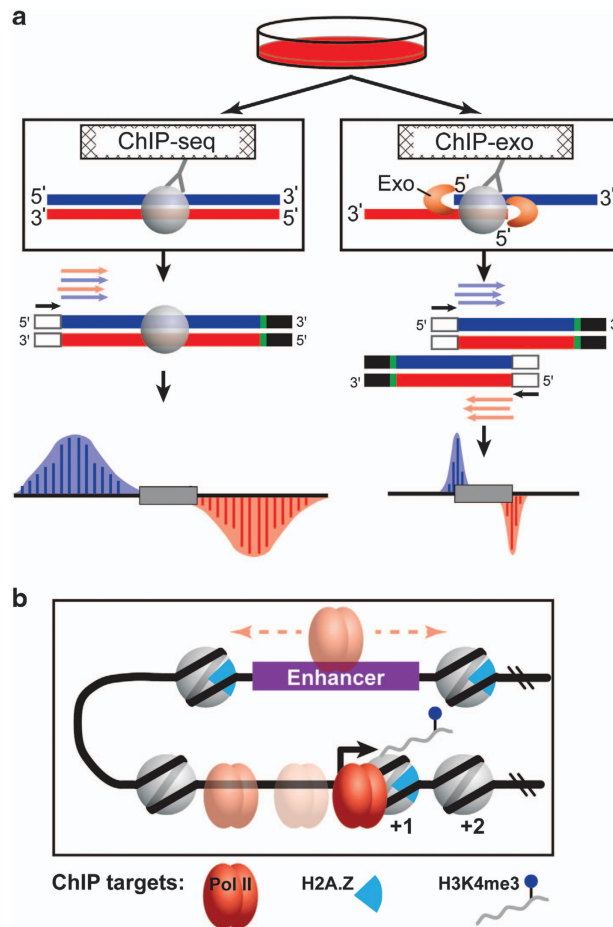 a
ChIP-seq
ChIP-exo
5' 3'
3' 5'
Exo 5' 3'
3' 5'
5' 3'
3' 5'
5' 3'
3' 5'
b
Enhancer
+1 +2
ChIP targets: Pol II H2A.Z H3K4me3